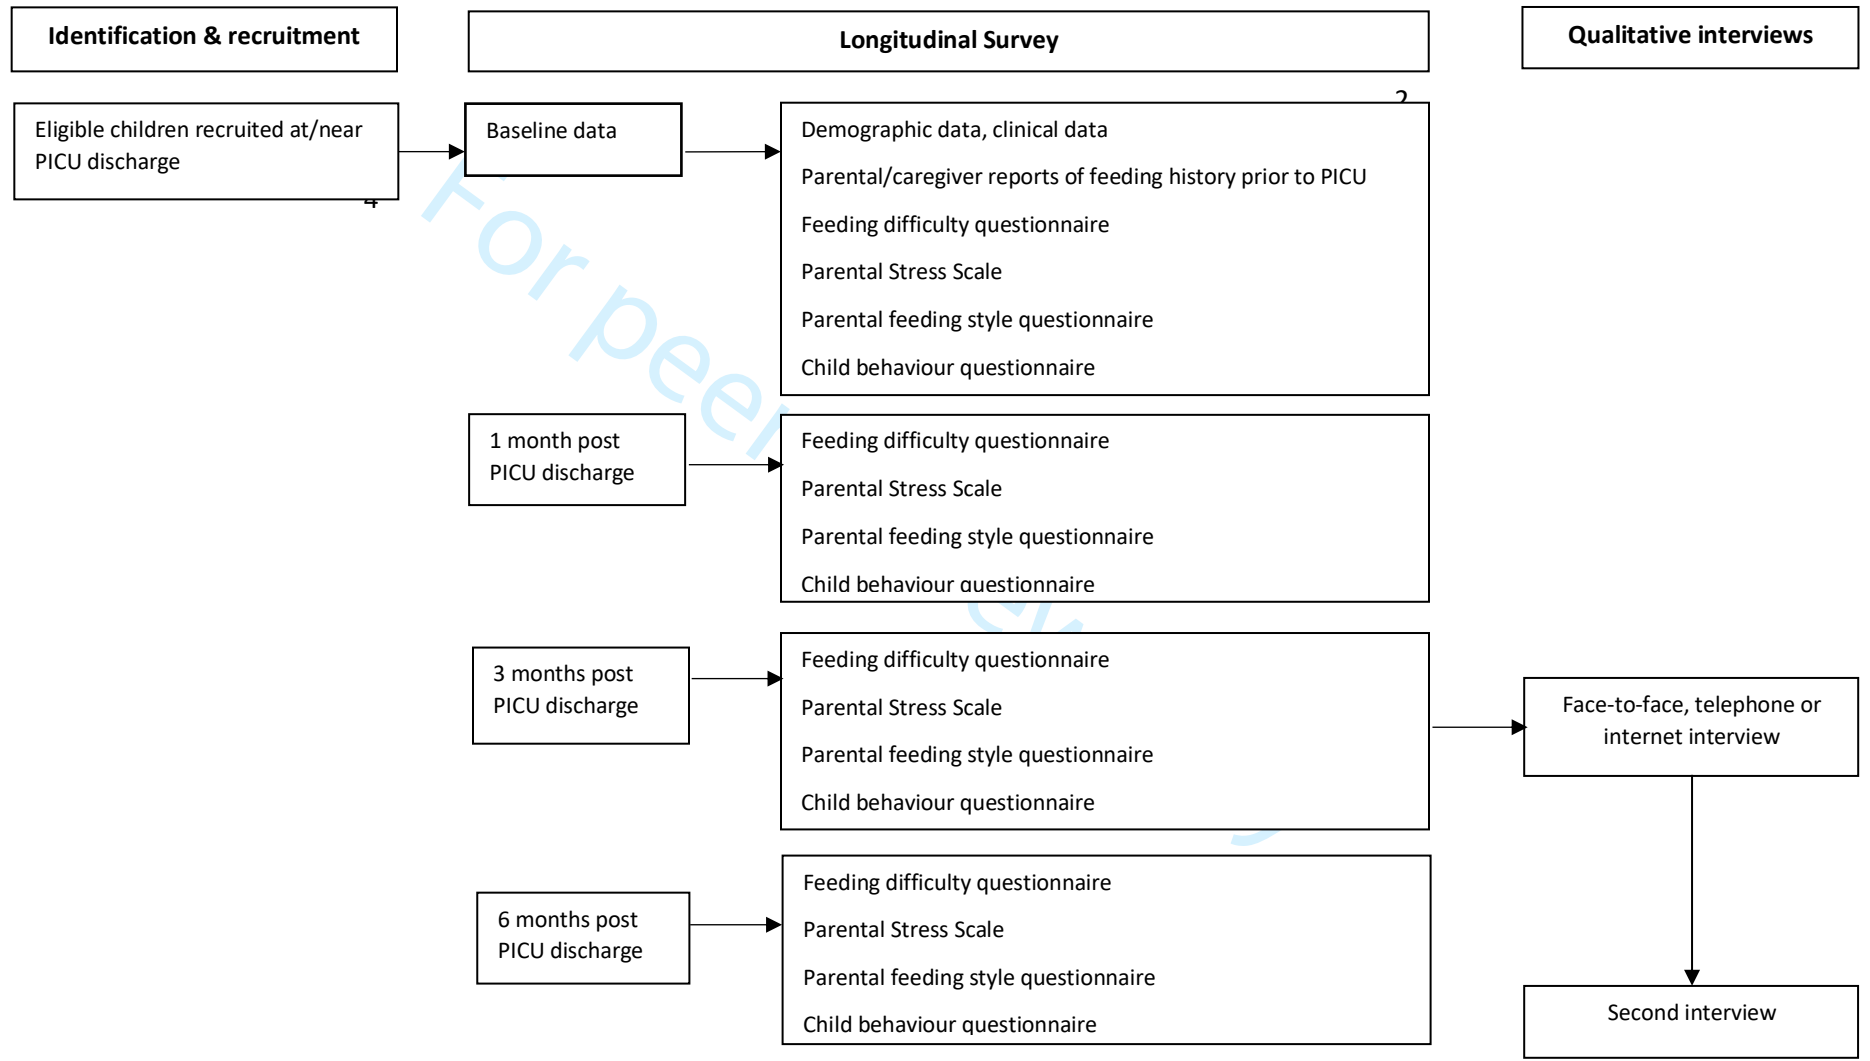 Identification & recruitment
Longitudinal Survey
Qualitative interviews
2
Eligible children recruited at/near
PICU discharge
4
Baseline data
Demographic data, clinical data
Parental/caregiver reports of feeding history prior to PICU
Feeding difficulty questionnaire
Parental Stress Scale
Parental feeding style questionnaire
Child behaviour questionnaire
1 month post
PICU discharge
Feeding difficulty questionnaire
Parental Stress Scale
Parental feeding style questionnaire
Child behaviour questionnaire
3 months post
PICU discharge
Feeding difficulty questionnaire
Parental Stress Scale
Parental feeding style questionnaire
Child behaviour questionnaire
Face-to-face, telephone or
internet interview
6 months post
PICU discharge
Feeding difficulty questionnaire
Parental Stress Scale
Parental feeding style questionnaire
Child behaviour questionnaire
Second interview
For peer